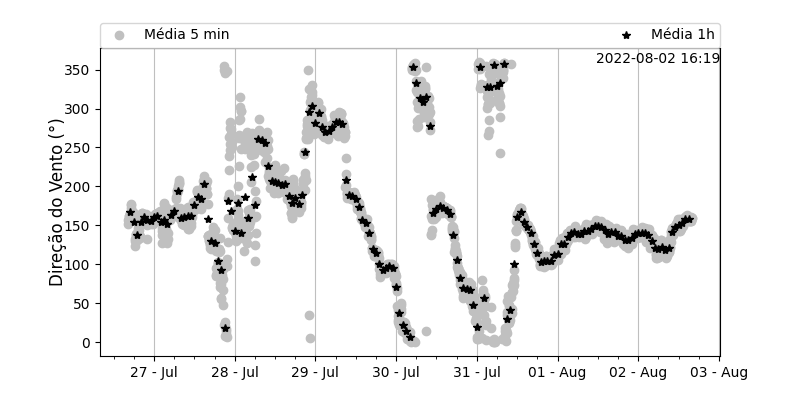 Média 5 min
Média 1h
2022-08-02 16:19
Direção do Vento (°)
350
300
250
200
150
100
50
0
27 - Jul
28 - Jul
29 - Jul
30 - Jul
31 - Jul
01 - Aug
02 - Aug
03 - Aug